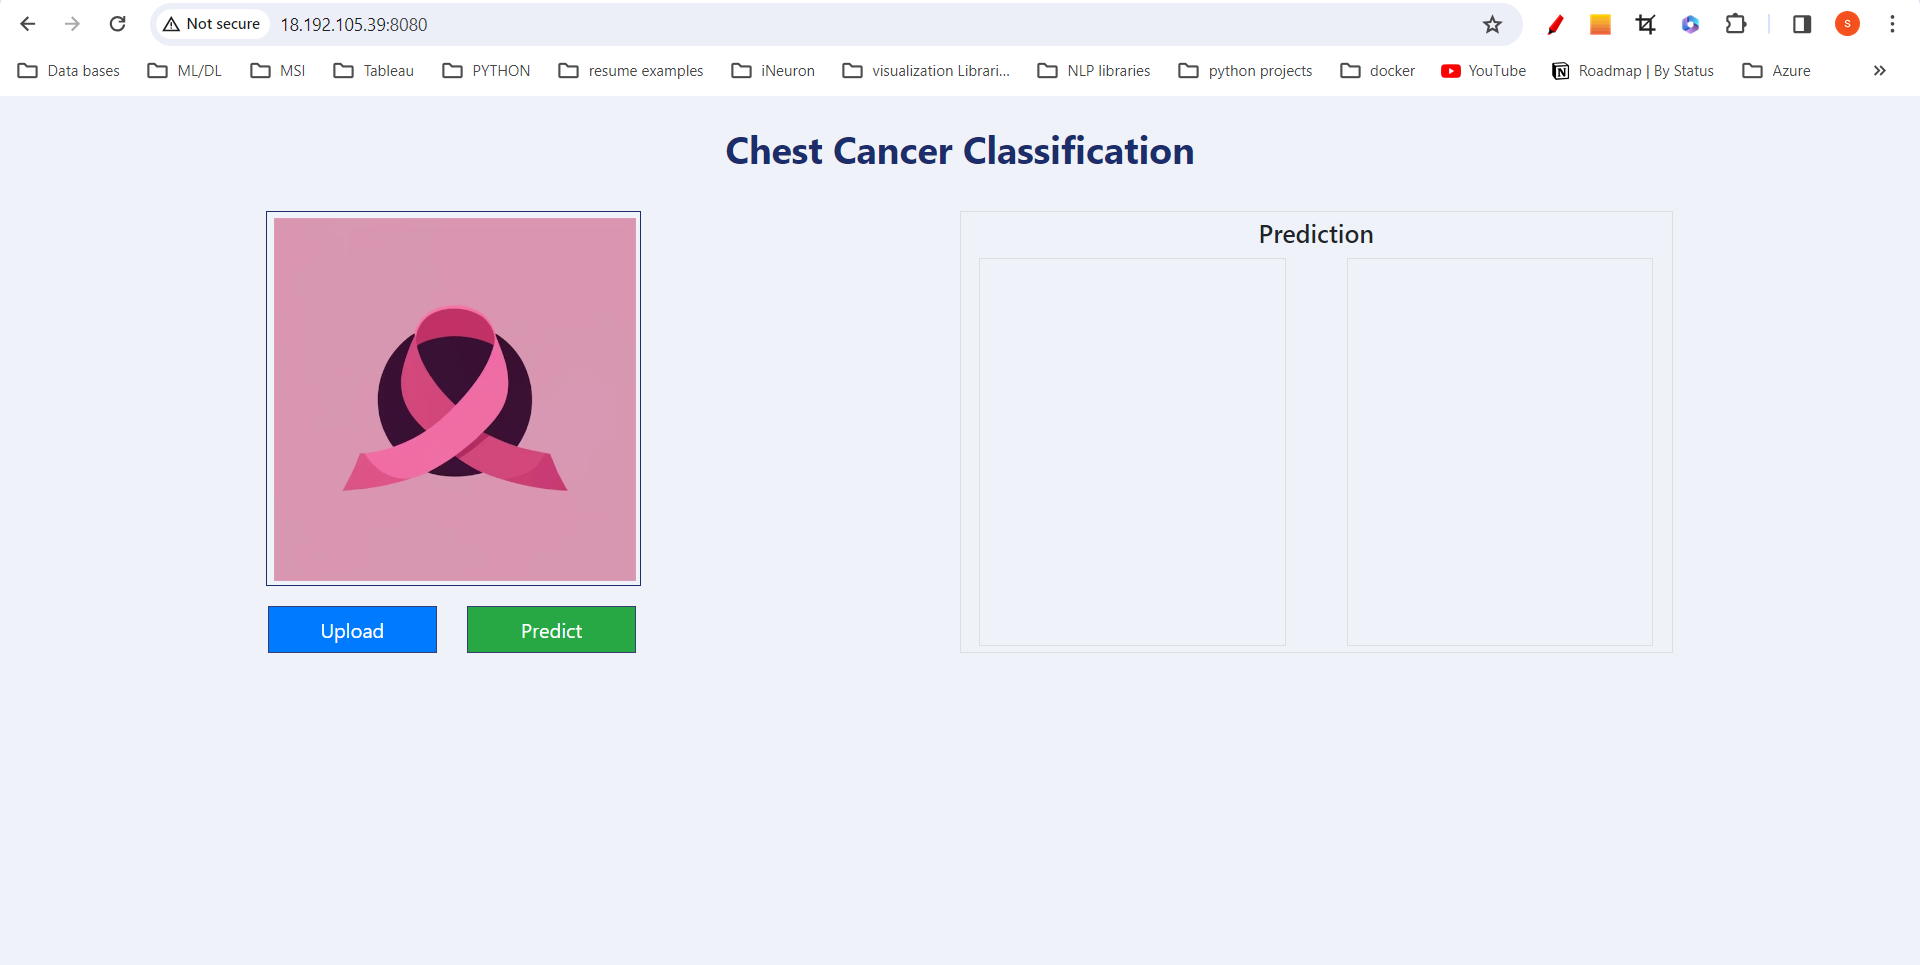 Not secure 18.192.105.39:8080 S
Data bases ML/DL MSI Tableau PYTHON resume examples iNeuron visualization Librari... NLP libraries python projects docker YouTube Roadmap | By Status Azure
Chest Cancer Classification
Prediction
Upload Predict